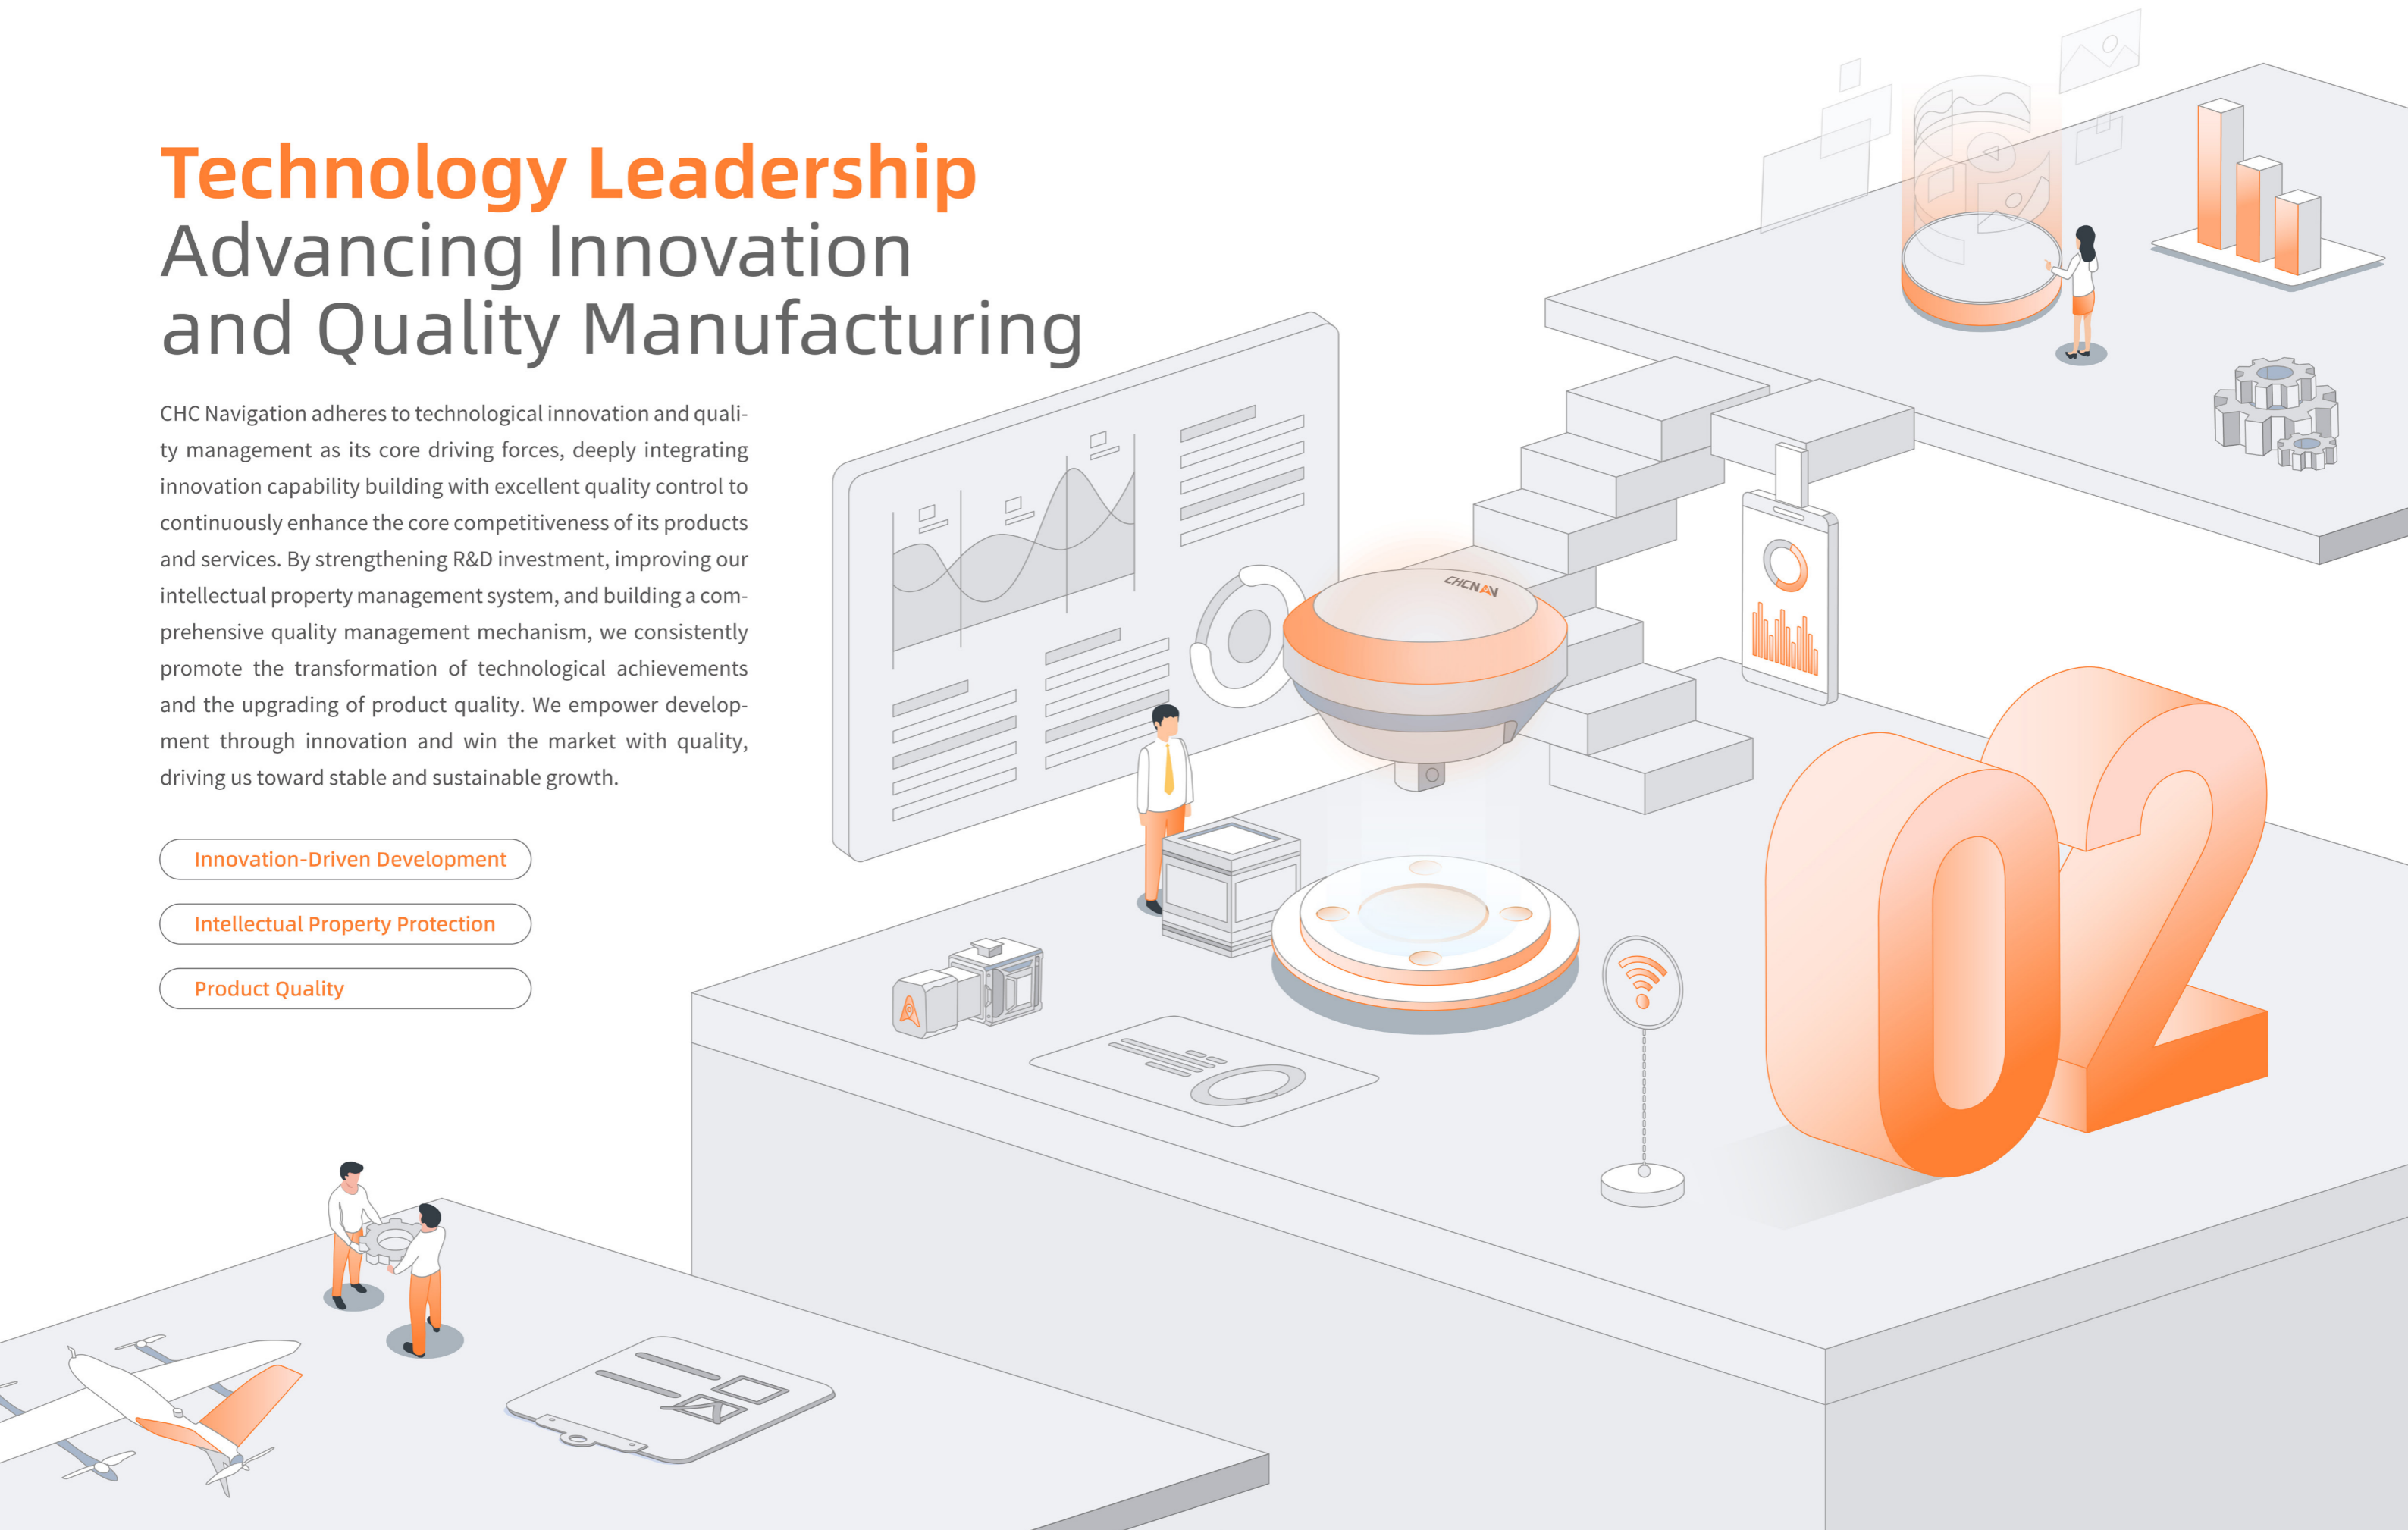 Technology Leadership
Advancing Innovation
and Quality Manufacturing
CHC Navigation adheres to technological innovation and quali-
ty management as its core driving forces, deeply integrating
innovation capability building with excellent quality control to
continuously enhance the core competitiveness of its products
and services. By strengthening R&D investment, improving our
intellectual property management system, and building a com-
prehensive quality management mechanism, we consistently
promote the transformation of technological achievements
and the upgrading of product quality. We empower develop-
ment through innovation and win the market with quality,
driving us toward stable and sustainable growth.
Innovation-Driven Development
Intellectual Property Protection
Product Quality
CHCNAV
02